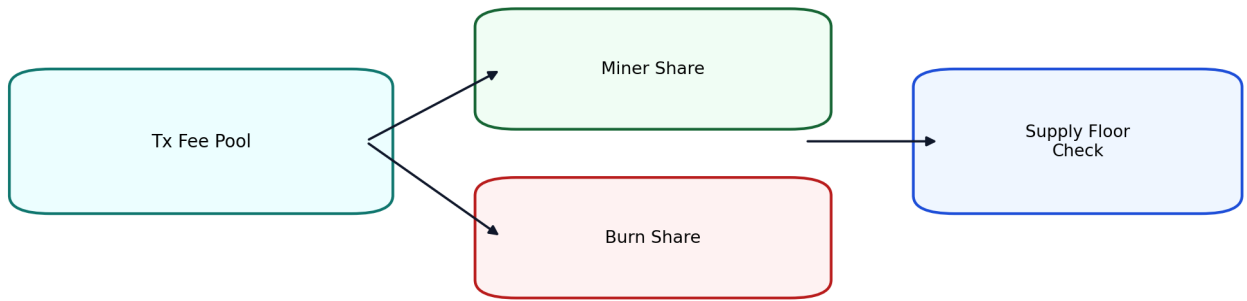 Tx Fee Pool
Miner Share
Burn Share
Supply Floor
Check